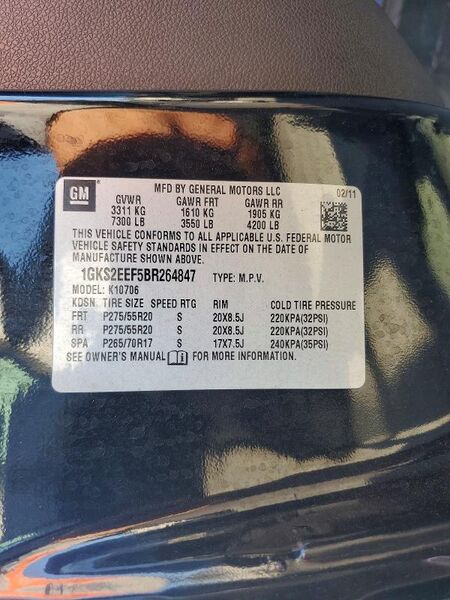 GM
MFD BY GENERAL MOTORS LLC 02/11
GVWR GAWR FRT GAWR RR
3311 KG 1610 KG 1905 KG
7300 LB 3550 LB 4200 LB
THIS VEHICLE CONFORMS TO ALL APPLICABLE U.S. FEDERAL MOTOR
VEHICLE SAFETY STANDARDS IN EFFECT ON THE DATE OF
MANUFACTURE SHOWN ABOVE.
1GKS2EEF5BR264847 TYPE: M.P.V.
MODEL: K10706
KDSN. TIRE SIZE SPEED RTG RIM COLD TIRE PRESSURE
FRT P275/55R20 S 20X8.5J 220KPA(32PSI)
RR P275/55R20 S 20X8.5J 220KPA(32PSI)
SPA P265/70R17 S 17X7.5J 240KPA(35PSI)
SEE OWNER'S MANUAL FOR MORE INFORMATION.